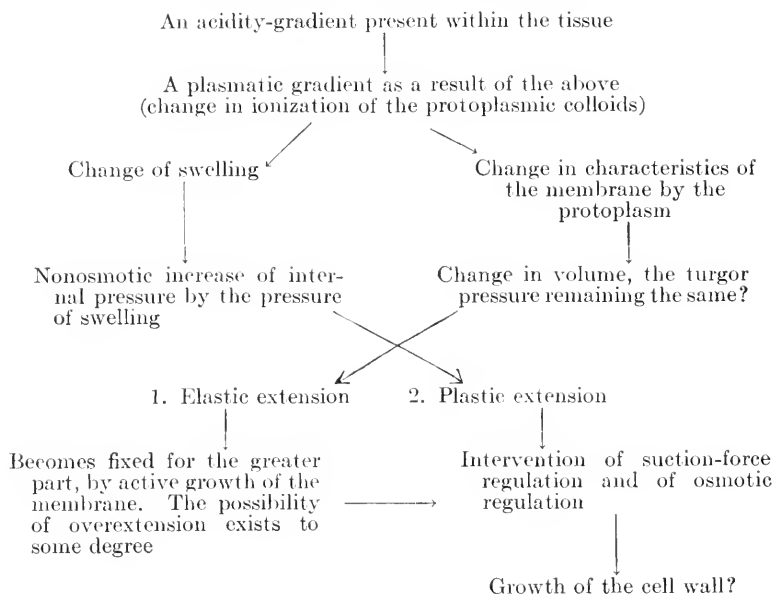 An acidity-gradient present within the tissue
A plasmatic gradient as a result of the above
(change in ionization of the protoplasmic colloids)
Change of swelling
Change in characteristics of
the membrane by the
protoplasm
Nonosmotic increase of inter-
nal pressure by the pressure
of swelling
Change in volume, the turgor
pressure remaining the same?
1. Elastic extension
2. Plastic extension
Becomes fixed for the greater
part, by active growth of the
membrane. The possibility
of overextension exists to
some degree
Intervention of suction-force
regulation and of osmotic
regulation
Growth of the cell wall?